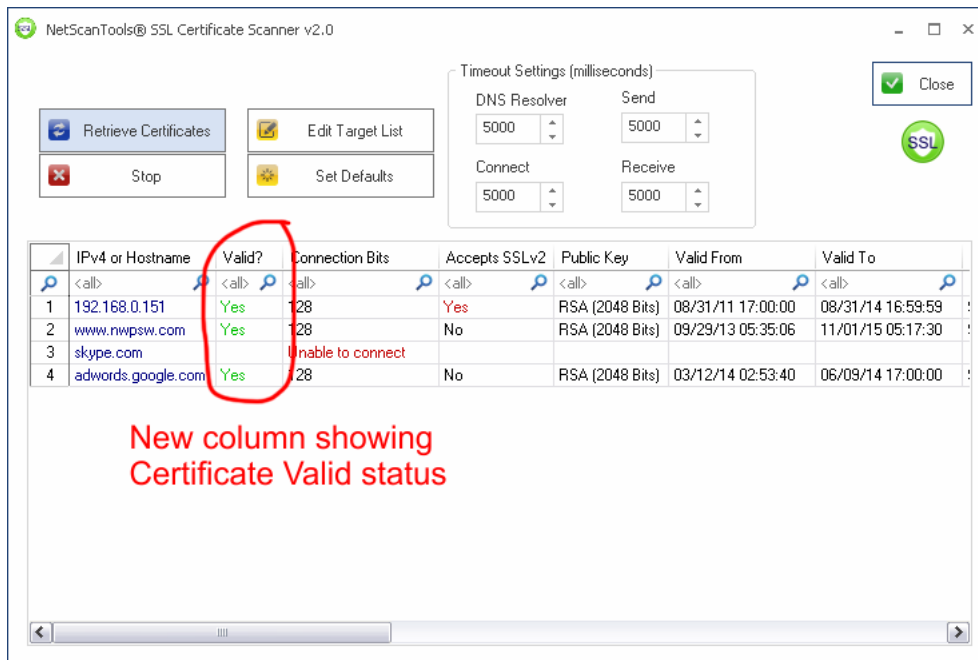 NetScanTools® SSL Certificate Scanner v2.0
Timeout Settings (milliseconds)
DNS Resolver Send
5000 5000
Connect Receive
5000 5000
Close
SSL
Retrieve Certificates Edit Target List
Stop Set Defaults
IPv4 or Hostname Valid? Connection Bits Accepts SSLv2 Public Key Valid From Valid To
<all> <all> <all> <all> <all> <all> <all>
1 192.168.0.151 Yes 128 Yes RSA (2048 Bits) 08/31/11 17:00:00 08/31/14 16:59:59
2 www.nwpsw.com Yes 128 No RSA (2048 Bits) 09/29/13 05:35:06 11/01/15 05:17:30
3 skype.com Unable to connect
4 adwords.google.com Yes 128 No RSA (2048 Bits) 03/12/14 02:53:40 06/09/14 17:00:00
New column showing
Certificate Valid status